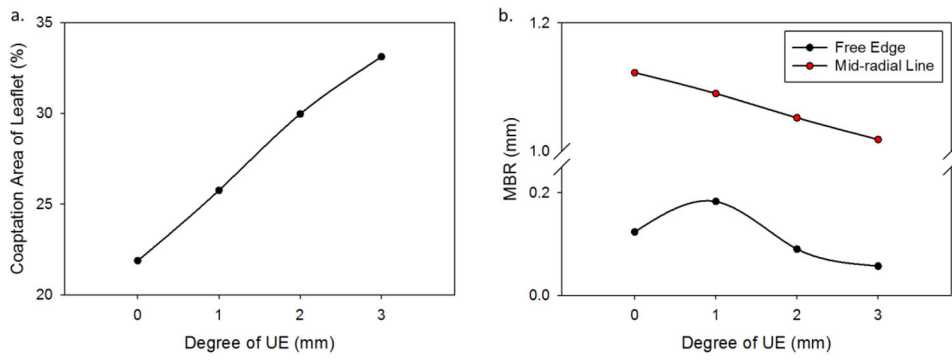 a.
Coaptation Area of Leaflet (%)
35
30
25
20
0 1 2 3
Degree of UE (mm)
b.
MBR (mm)
1.2
1.0
0.2
0.0
Free Edge
Mid-radial Line
0 1 2 3
Degree of UE (mm)